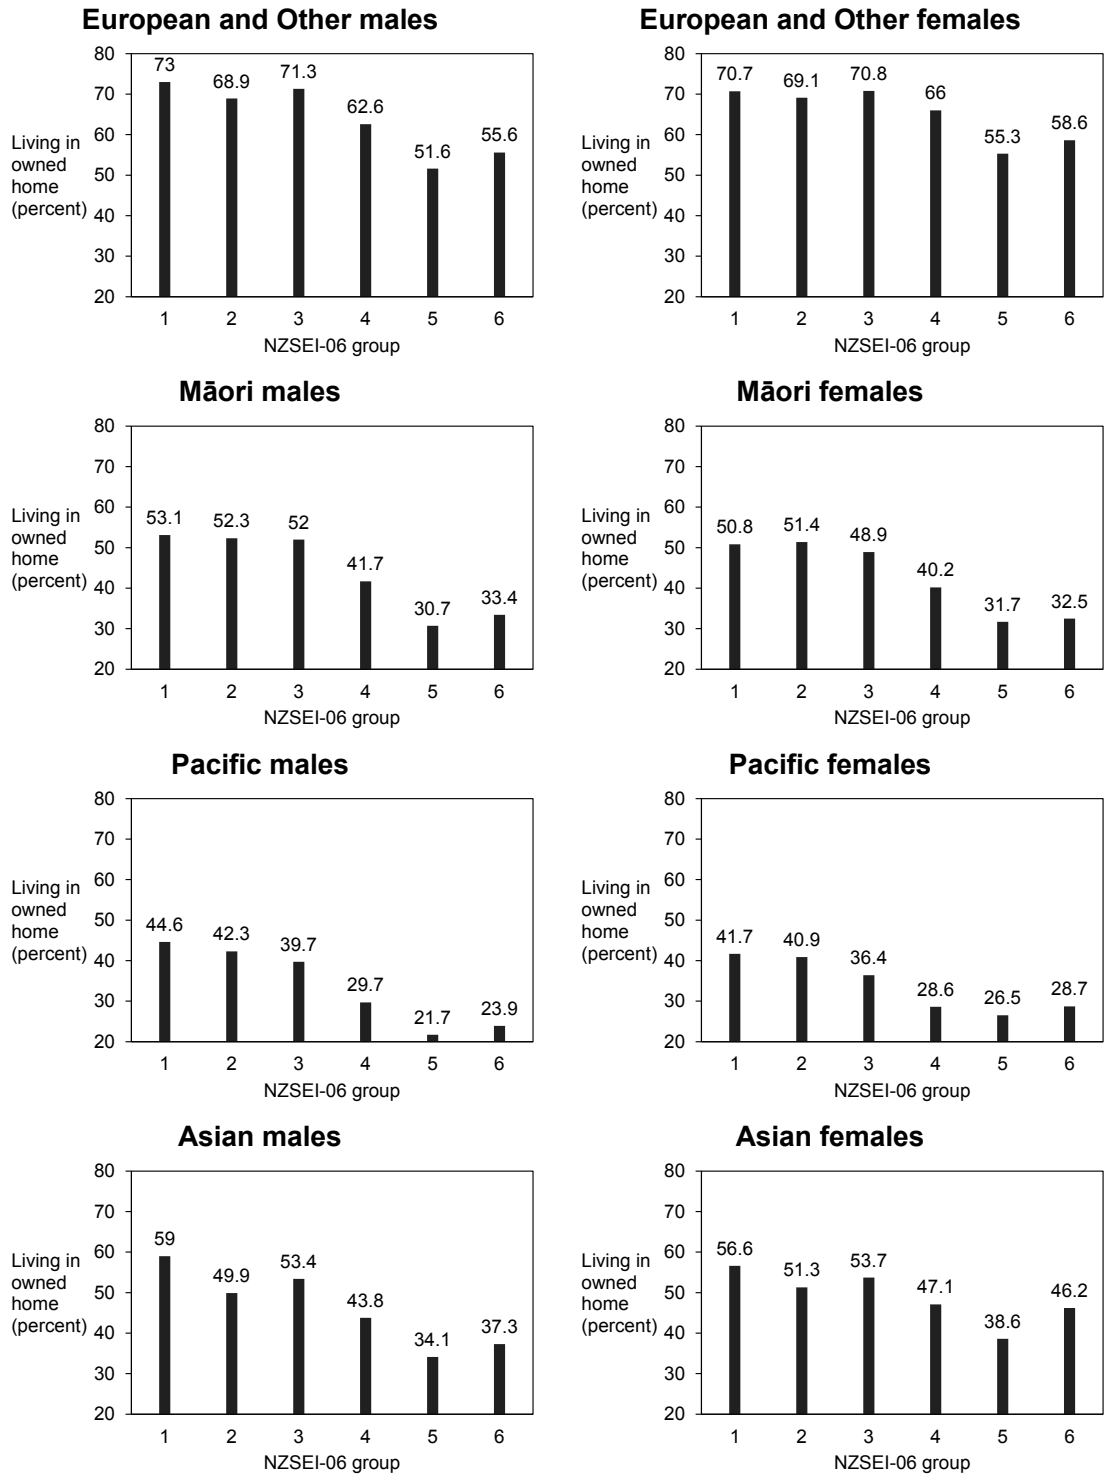 European and Other males
80
70
60
50
40
30
20
Living in
owned
home
(percent)
73
68.9
71.3
62.6
51.6
55.6
1 2 3 4 5 6
NZSEI-06 group
European and Other females
80
70
60
50
40
30
20
Living in
owned
home
(percent)
70.7
69.1
70.8
66
55.3
58.6
1 2 3 4 5 6
NZSEI-06 group
Māori males
80
70
60
50
40
30
20
Living in
owned
home
(percent)
53.1
52.3
52
41.7
30.7
33.4
1 2 3 4 5 6
NZSEI-06 group
Māori females
80
70
60
50
40
30
20
Living in
owned
home
(percent)
50.8
51.4
48.9
40.2
31.7
32.5
1 2 3 4 5 6
NZSEI-06 group
Pacific males
80
70
60
50
40
30
20
Living in
owned
home
(percent)
44.6
42.3
39.7
29.7
21.7
23.9
1 2 3 4 5 6
NZSEI-06 group
Pacific females
80
70
60
50
40
30
20
Living in
owned
home
(percent)
41.7
40.9
36.4
28.6
26.5
28.7
1 2 3 4 5 6
NZSEI-06 group
Asian males
80
70
60
50
40
30
20
Living in
owned
home
(percent)
59
49.9
53.4
43.8
34.1
37.3
1 2 3 4 5 6
NZSEI-06 group
Asian females
80
70
60
50
40
30
20
Living in
owned
home
(percent)
56.6
51.3
53.7
47.1
38.6
46.2
1 2 3 4 5 6
NZSEI-06 group